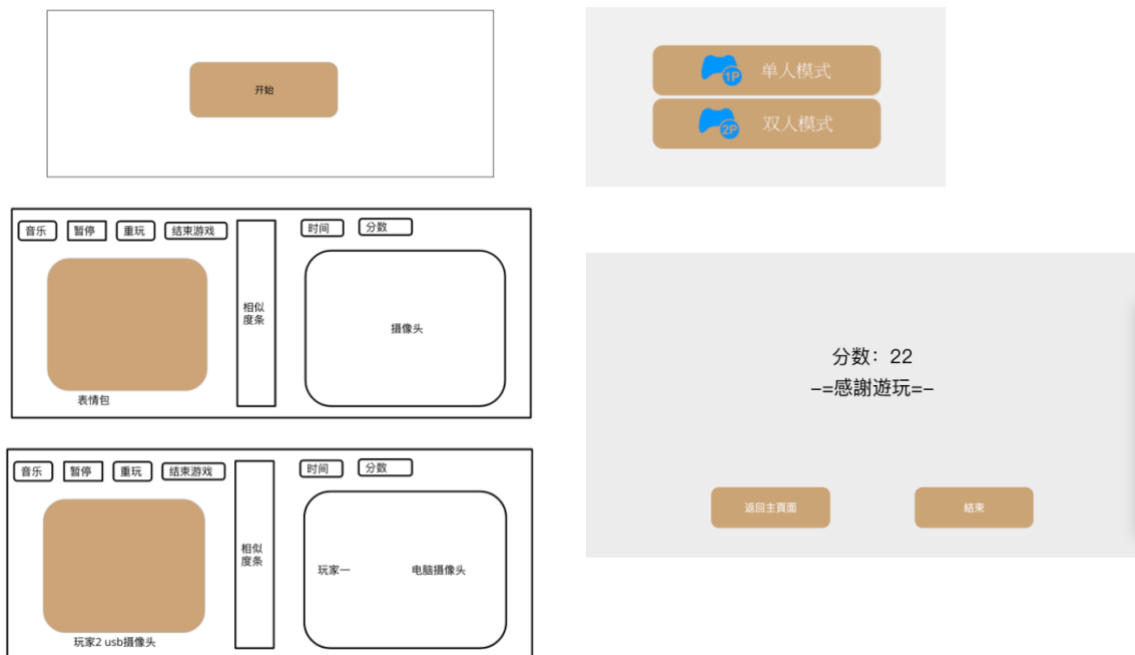 开始
1P 单人模式
2P 双人模式
音乐 暂停 重玩 结束游戏
时间 分数
相似
度条
摄像头
表情包
分数：22
-=感謝遊玩=-
返回主頁面 結束
音乐 暂停 重玩 结束游戏
时间 分数
相似
度条
玩家一 电脑摄像头
玩家2 usb摄像头